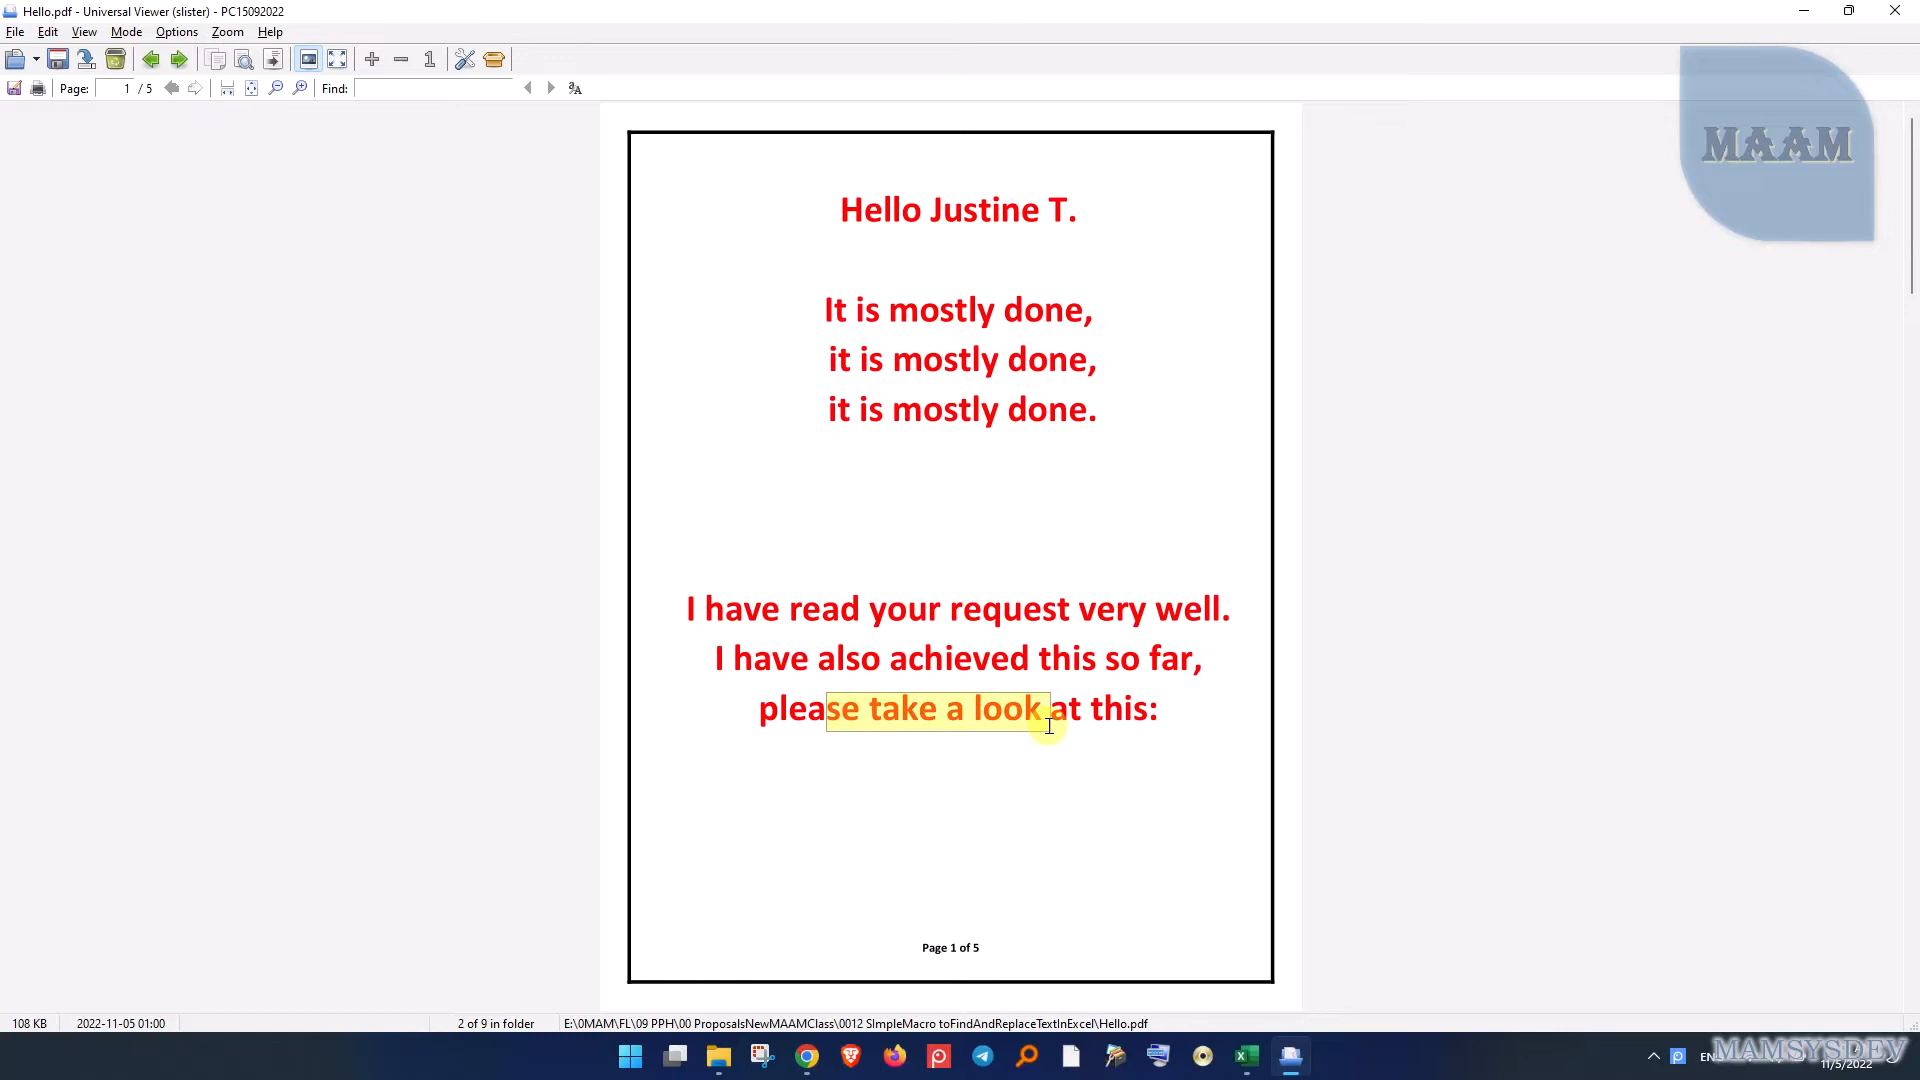 Hello.pdf - Universal Viewer (slister) - PC15092022
File Edit View Mode Options Zoom Help
Page: 1 / 5 Find:
MAAM
Hello Justine T.
It is mostly done,
it is mostly done,
it is mostly done.
I have read your request very well.
I have also achieved this so far,
please take a look at this:
Page 1 of 5
108 KB 2022-11-05 01:00 2 of 9 in folder E:\0MAM\FL\09 PPH\00 ProposalsNewMAAMClass\0012 SImpleMacro toFindAndReplaceTextInExcel\Hello.pdf
EN MAMSYSDEV
11/5/2022